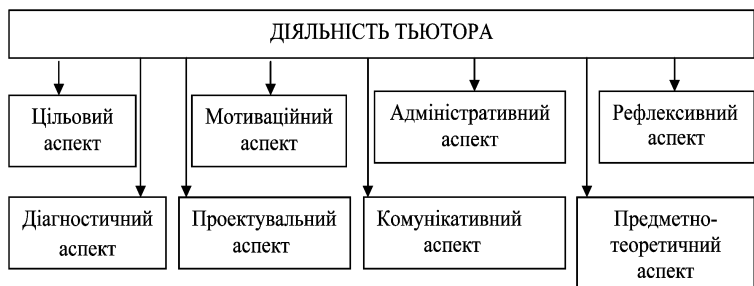 ДІЯЛЬНІСТЬ ТЬЮТОРА
Цільовий
аспект
Мотиваційний
аспект
Адміністративний
аспект
Рефлексивний
аспект
Діагностичний
аспект
Проектувальний
аспект
Комунікативний
аспект
Предметно-
теоретичний
аспект